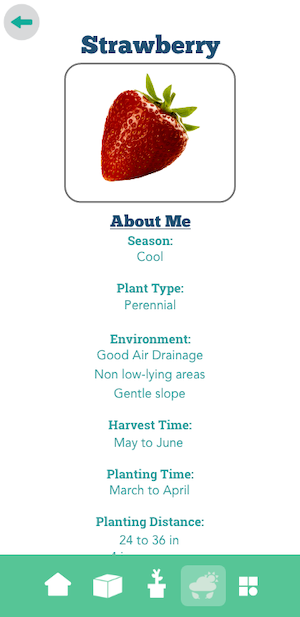 Strawberry
About Me
Season:
Cool
Plant Type:
Perennial
Environment:
Good Air Drainage
Non low-lying areas
Gentle slope
Harvest Time:
May to June
Planting Time:
March to April
Planting Distance:
24 to 36 in